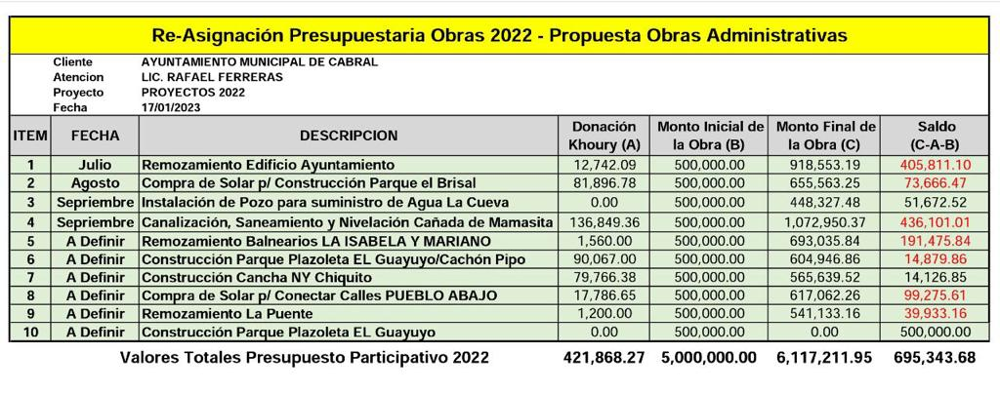 Re-Asignación Presupuestaria Obras 2022 - Propuesta Obras Administrativas
Cliente AYUNTAMIENTO MUNICIPAL DE CABRAL
Atencion LIC. RAFAEL FERRERAS
Proyecto PROYECTOS 2022
Fecha 17/01/2023
ITEM FECHA DESCRIPCION Donación Khoury (A) Monto Inicial de la Obra (B) Monto Final de la Obra (C) Saldo (C-A-B)
1 Julio Remozamiento Edificio Ayuntamiento 12,742.09 500,000.00 918,553.19 405,811.10
2 Agosto Compra de Solar p/ Construcción Parque el Brisal 81,896.78 500,000.00 655,563.25 73,666.47
3 Sepriembre Instalación de Pozo para suministro de Agua La Cueva 0.00 500,000.00 448,327.48 51,672.52
4 Sepriembre Canalización, Saneamiento y Nivelación Cañada de Mamasita 136,849.36 500,000.00 1,072,950.37 436,101.01
5 A Definir Remozamiento Balnearios LA ISABELA Y MARIANO 1,560.00 500,000.00 693,035.84 191,475.84
6 A Definir Construcción Parque Plazoleta EL Guayuyo/Cachón Pipo 90,067.00 500,000.00 604,946.86 14,879.86
7 A Definir Construcción Cancha NY Chiquito 79,766.38 500,000.00 565,639.52 14,126.85
8 A Definir Compra de Solar p/ Conectar Calles PUEBLO ABAJO 17,786.65 500,000.00 617,062.26 99,275.61
9 A Definir Remozamiento La Puente 1,200.00 500,000.00 541,133.16 39,933.16
10 A Definir Construcción Parque Plazoleta EL Guayuyo 0.00 500,000.00 0.00 500,000.00
Valores Totales Presupuesto Participativo 2022 421,868.27 5,000,000.00 6,117,211.95 695,343.68